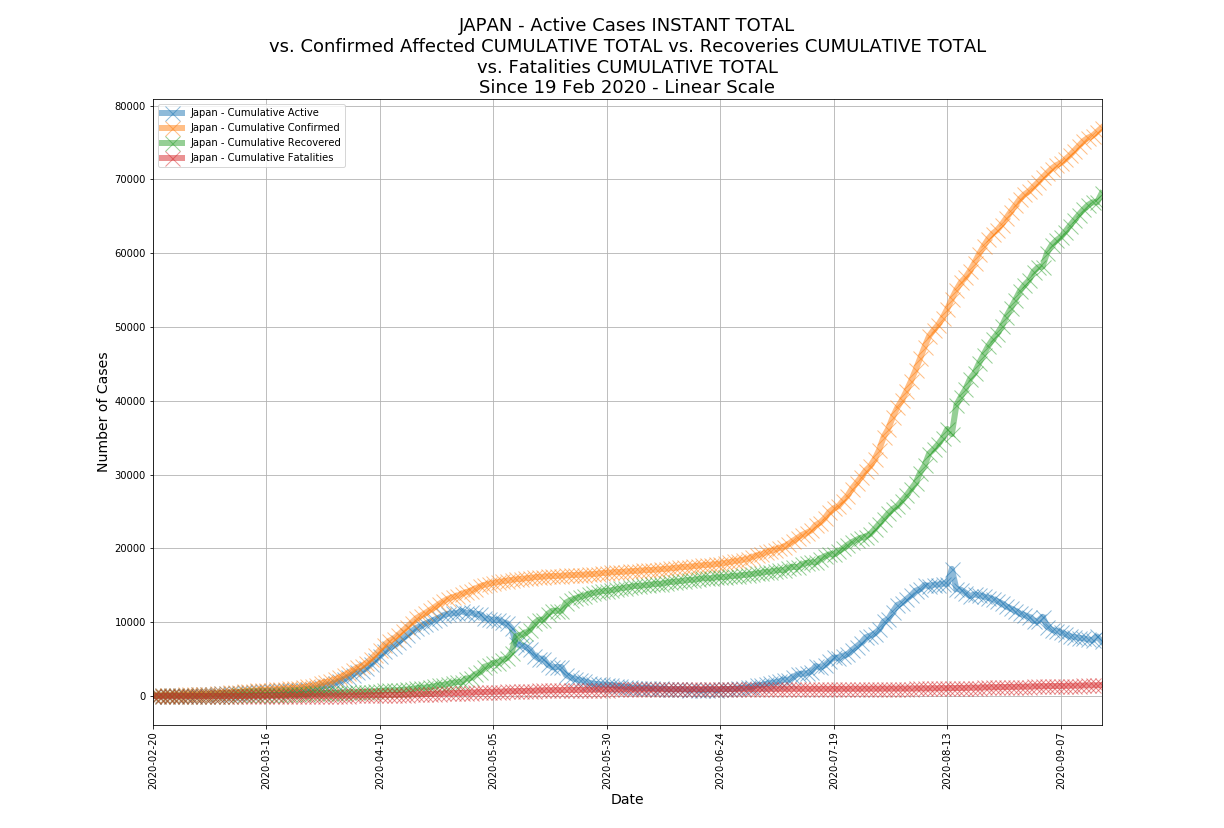 JAPAN - Active Cases INSTANT TOTAL
vs. Confirmed Affected CUMULATIVE TOTAL vs. Recoveries CUMULATIVE TOTAL
vs. Fatalities CUMULATIVE TOTAL
Since 19 Feb 2020 - Linear Scale
Japan - Cumulative Active
Japan - Cumulative Confirmed
Japan - Cumulative Recovered
Japan - Cumulative Fatalities
80000
70000
60000
50000
40000
30000
20000
10000
0
Number of Cases
2020-02-20
2020-03-16
2020-04-10
2020-05-05
2020-05-30
2020-06-24
2020-07-19
2020-08-13
2020-09-07
Date